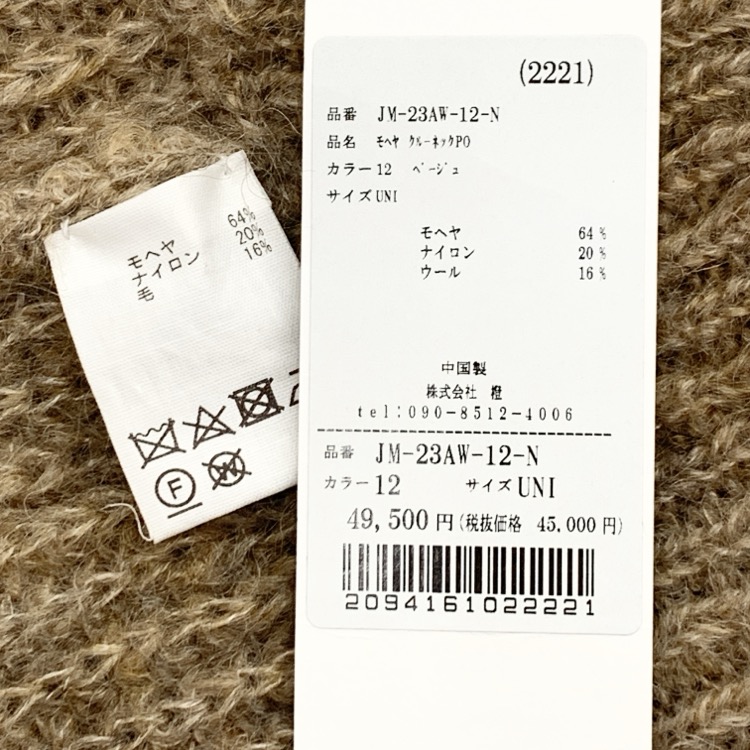 モヘヤ 64%
ナイロン 20%
毛 16%
F
W
(2221)
品番 JM-23AW-12-N
品名 ﾓﾍﾔ ｸﾙｰﾈｯｸPO
カラー12 ﾍﾞｰｼﾞｭ
サイズUNI
モヘヤ 64%
ナイロン 20%
ウール 16%
中国製
株式会社 橙
tel:090-8512-4006
品番 JM-23AW-12-N
カラー12 サイズUNI
49,500円(税抜価格 45,000円)
2094161022221